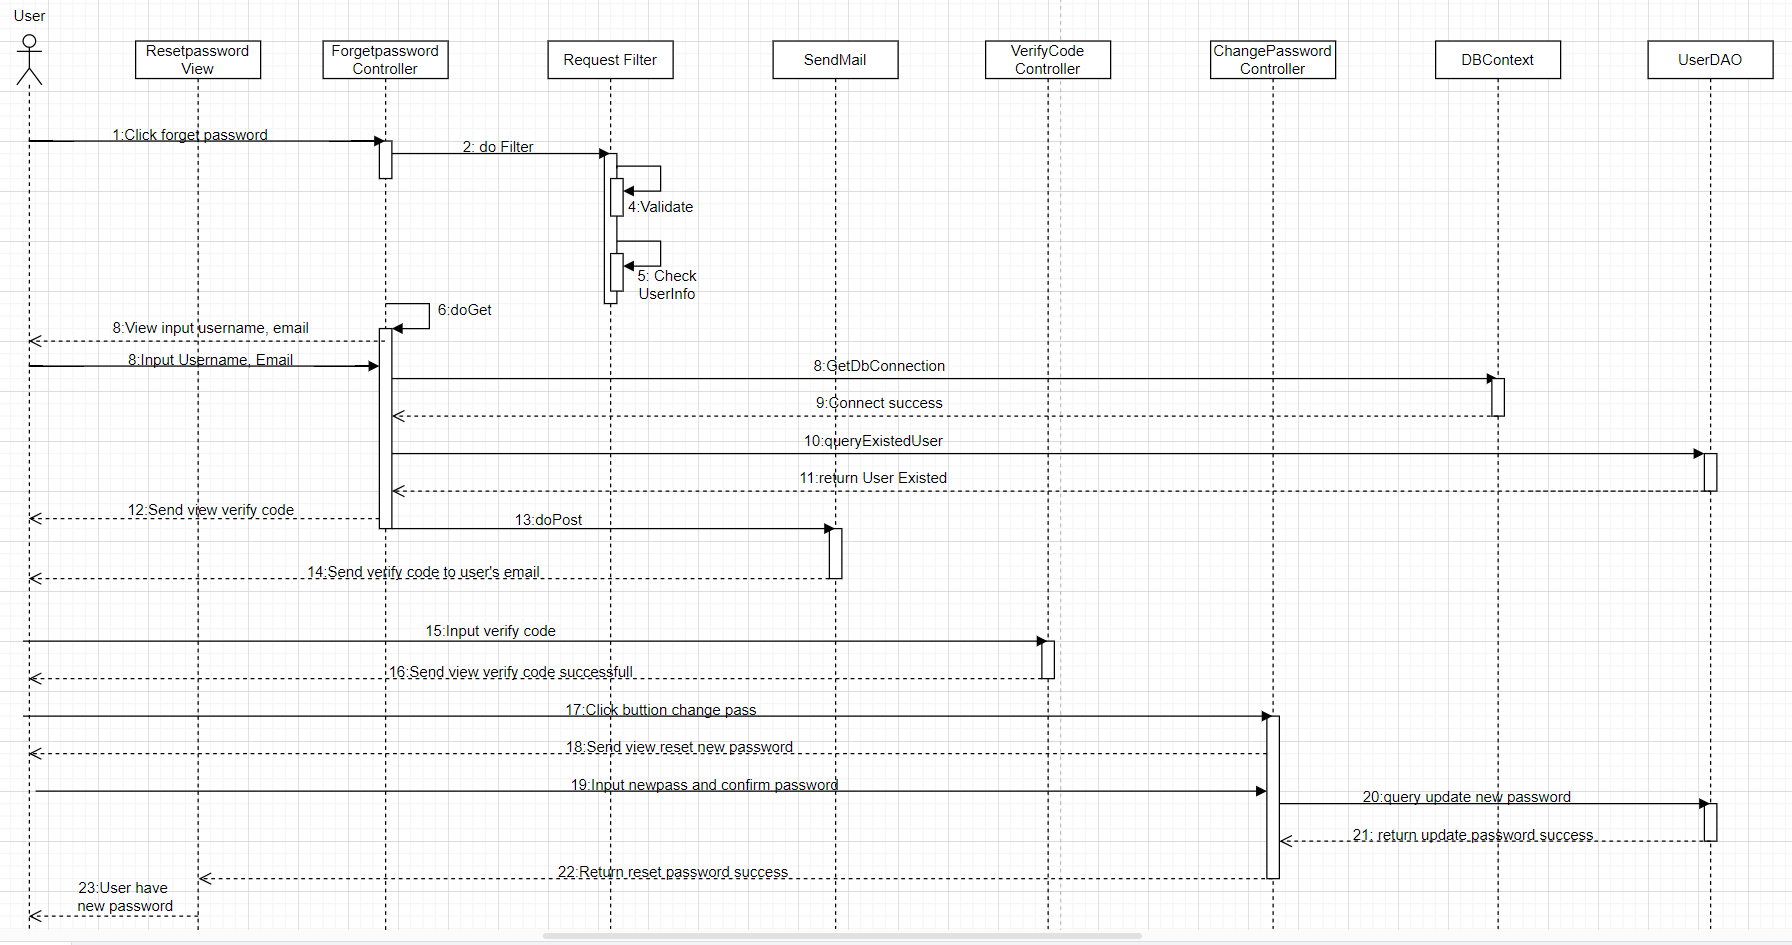 User
Resetpassword
View
Forgetpassword
Controller
Request Filter
SendMail
VerifyCode
Controller
ChangePassword
Controller
DBContext
UserDAO
1:Click forget password
2: do Filter
4:Validate
5: Check
UserInfo
6:doGet
8:View input username, email
8:Input Username, Email
8:GetDbConnection
9:Connect success
10:queryExistedUser
11:return User Existed
12:Send view verify code
13:doPost
14:Send verify code to user's email
15:Input verify code
16:Send view verify code successfull
17:Click buttion change pass
18:Send view reset new password
19:Input newpass and confirm password
20:query update new password
21: return update password success
22:Return reset password success
23:User have
new password